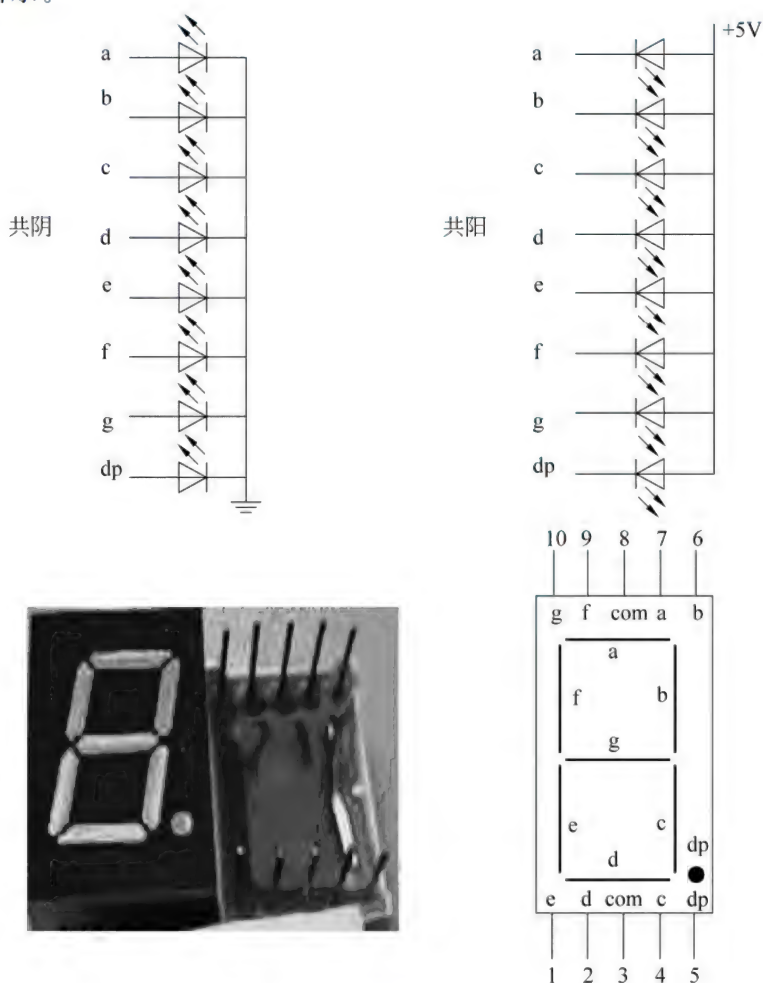 +5V
a
a
b
b
c
c
共阴
共阳
d
d
e
e
f
f
g
g
dp
dp
10 9 8 7 6
g f com a b
a
f b
g
e c
d
dp
e d com c dp
1 2 3 4 5